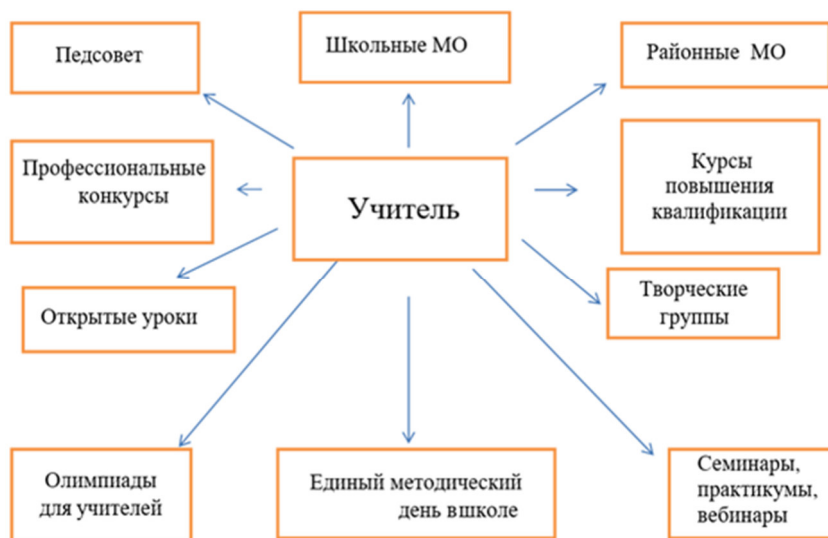 Педсовет
Школьные МО
Районные МО
Профессиональные
конкурсы
Учитель
Курсы
повышения
квалификации
Открытые уроки
Творческие
группы
Олимпиады
для учителей
Единый методический
день вшколе
Семинары,
практикумы,
вебинары